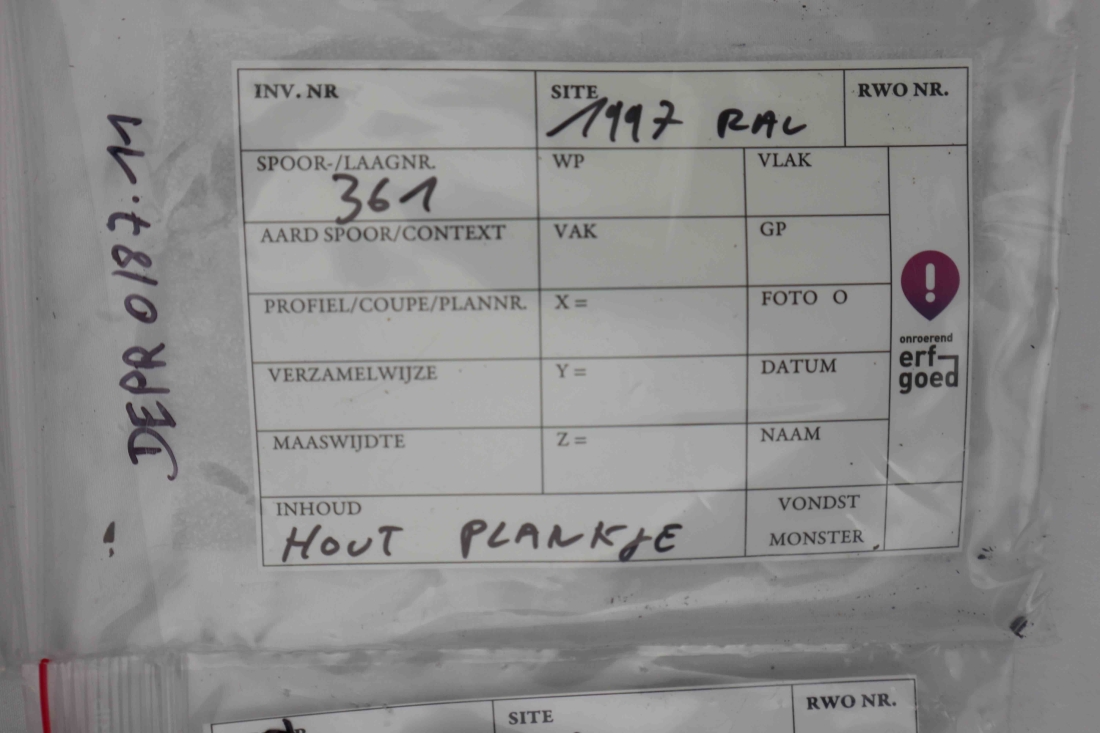 DEPR 0187.11
INV. NR
SITE
RWO NR.
1997 RAL
SPOOR-/LAAGNR.
WP
VLAK
361
AARD SPOOR/CONTEXT
VAK
GP
PROFIEL/COUPE/PLANNR.
X =
FOTO O
VERZAMELWIJZE
Y =
DATUM
MAASWIJDTE
Z =
NAAM
onroerend
erf-
goed
INHOUD
HOUT PLANKJE
VONDST
MONSTER
SITE
RWO NR.